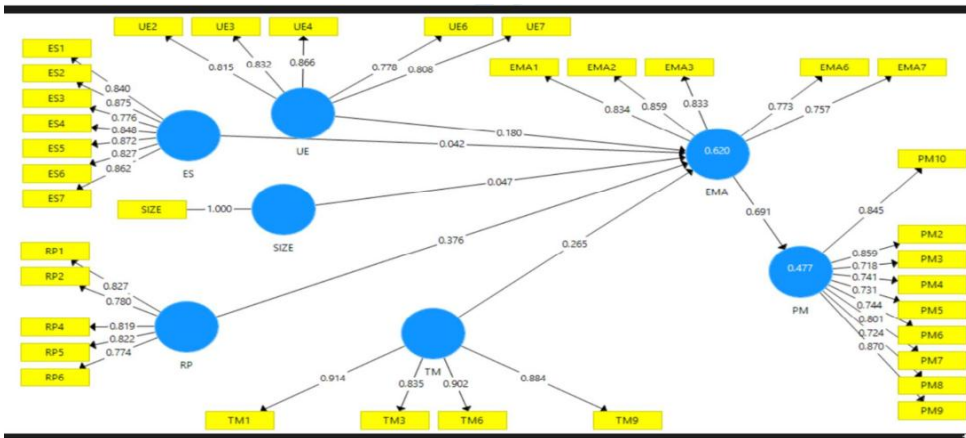 UE2 UE3 UE4 UE6 UE7
0.815 0.832 0.866 0.778 0.808
UE
ES1
ES2
ES3
ES4
ES5
ES6
ES7
0.840
0.875
0.776
0.848
0.872
0.827
0.862
ES
EMA1 EMA2 EMA3 EMA6 EMA7
0.834 0.859 0.833 0.773 0.757
0.620
EMA
0.180
0.042
0.047
0.376
0.265
0.691
SIZE
1.000
SIZE
RP1
RP2
RP4
RP5
RP6
0.827
0.780
0.819
0.822
0.774
RP
TM
0.914 0.835 0.902 0.884
TM1 TM3 TM6 TM9
0.477
PM
PM10
0.845
PM2
PM3
PM4
PM5
PM6
PM7
PM8
PM9
0.859
0.718
0.741
0.731
0.744
0.801
0.724
0.870